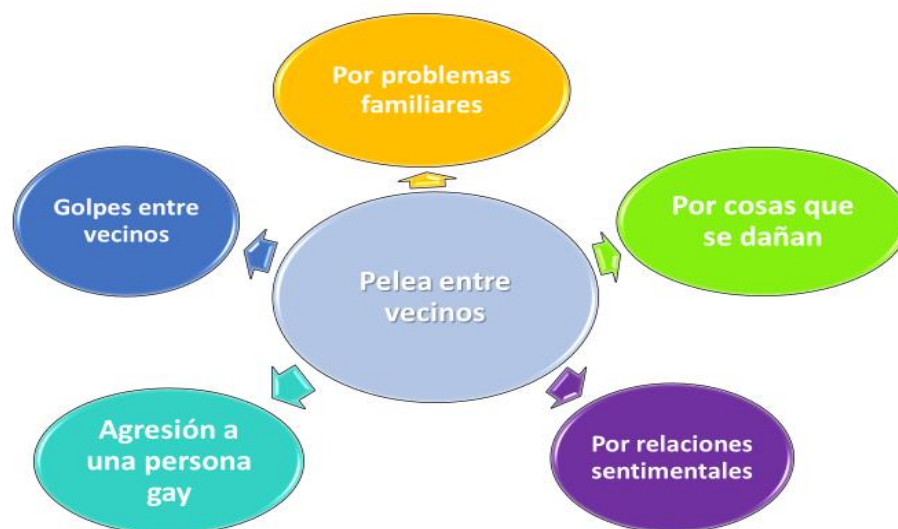 Por problemas
familiares
Golpes entre
vecinos
Por cosas que
se dañan
Pelea entre
vecinos
Agresión a
una persona
gay
Por relaciones
sentimentales